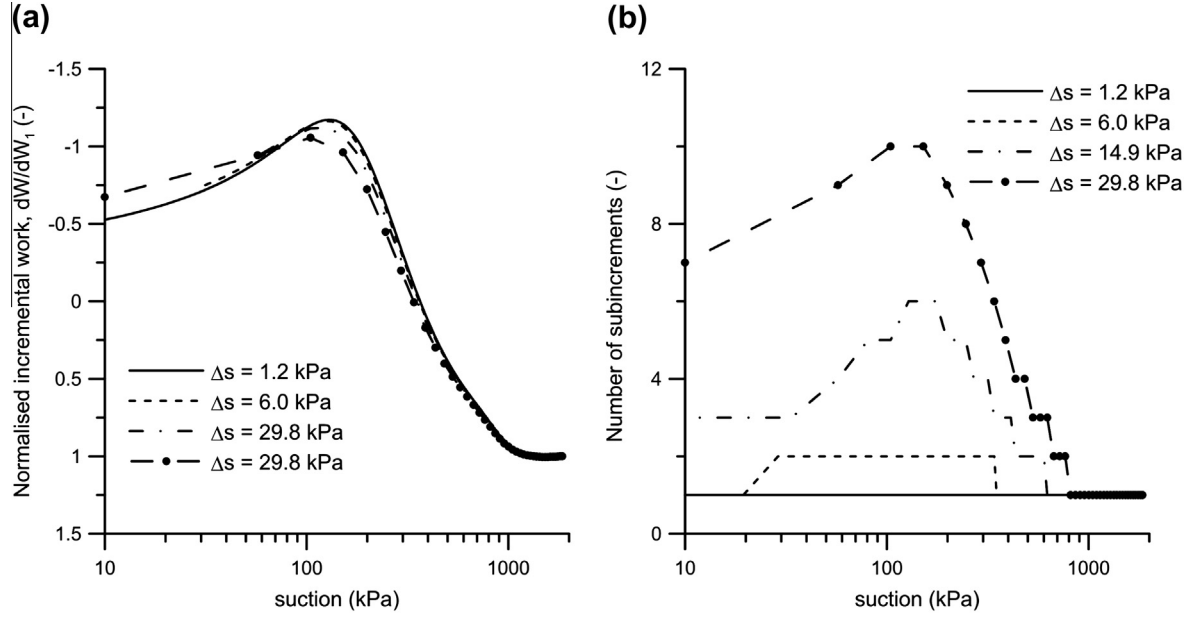 (a)
Normalised incremental work, dW/dW1 (-)
-1.5
-1
-0.5
0
0.5
1
1.5
Δs = 1.2 kPa
Δs = 6.0 kPa
Δs = 29.8 kPa
Δs = 29.8 kPa
10
100
1000
suction (kPa)
(b)
Number of subincrements (-)
12
8
4
0
Δs = 1.2 kPa
Δs = 6.0 kPa
Δs = 14.9 kPa
Δs = 29.8 kPa
10
100
1000
suction (kPa)